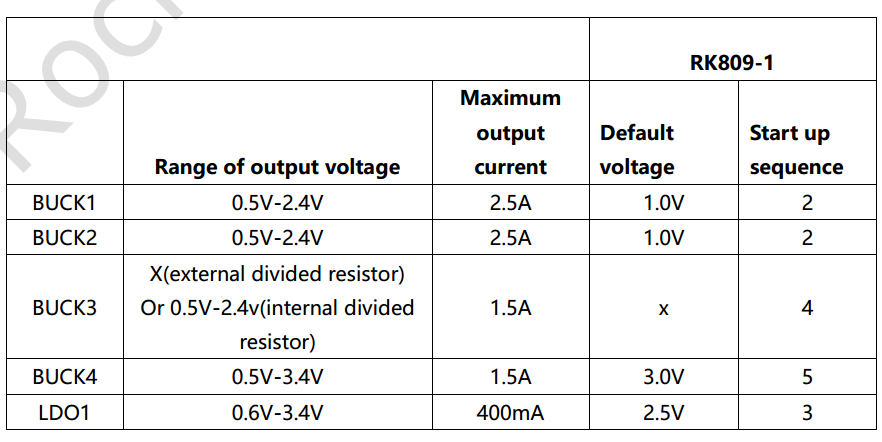 Roc
RK809-1
Range of output voltage
Maximum
output
current
Default
voltage
Start up
sequence
BUCK1 0.5V-2.4V 2.5A 1.0V 2
BUCK2 0.5V-2.4V 2.5A 1.0V 2
BUCK3 X(external divided resistor)
Or 0.5V-2.4v(internal divided
resistor) 1.5A x 4
BUCK4 0.5V-3.4V 1.5A 3.0V 5
LDO1 0.6V-3.4V 400mA 2.5V 3